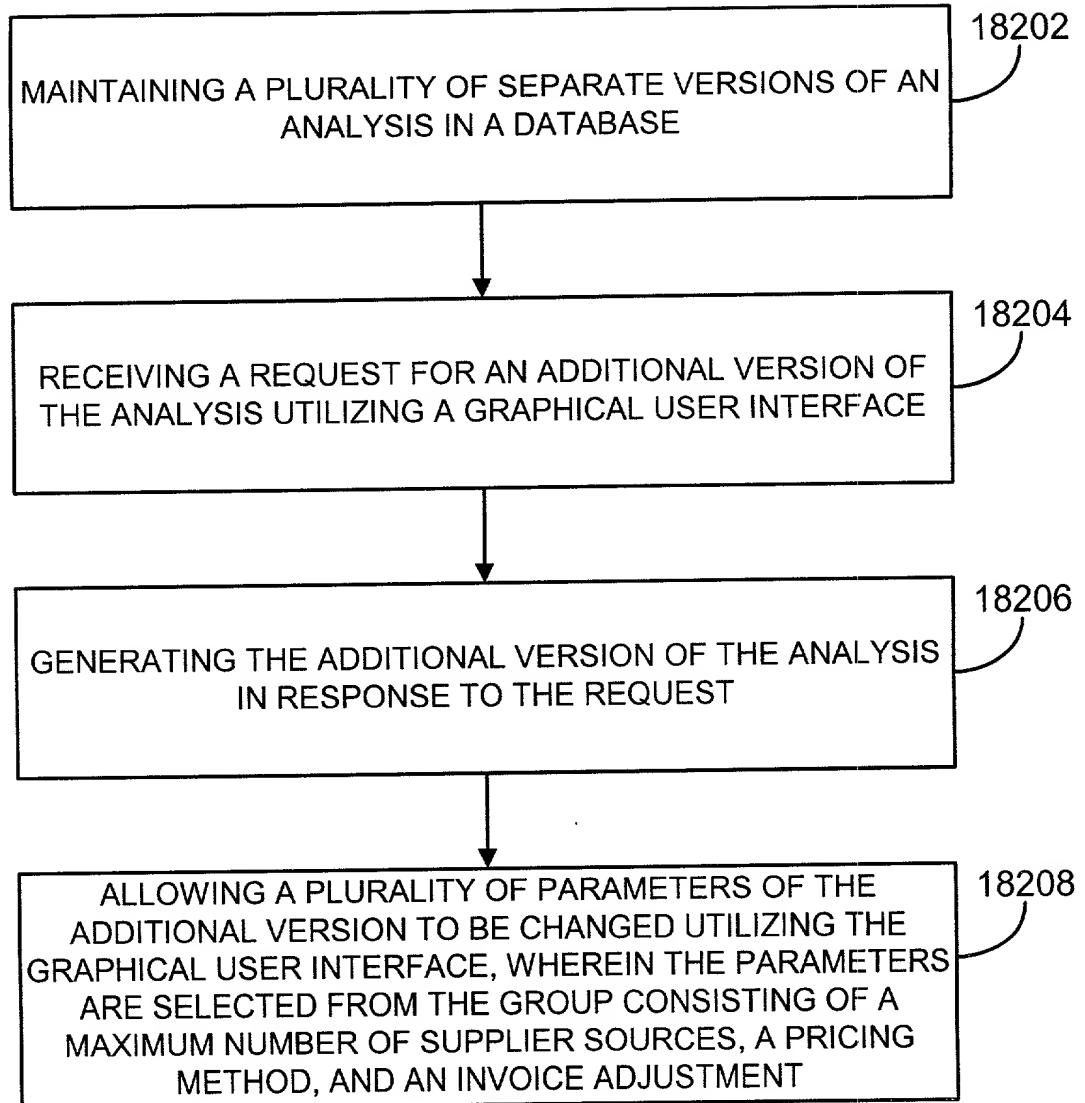 18202
MAINTAINING A PLURALITY OF SEPARATE VERSIONS OF AN
ANALYSIS IN A DATABASE
18204
RECEIVING A REQUEST FOR AN ADDITIONAL VERSION OF
THE ANALYSIS UTILIZING A GRAPHICAL USER INTERFACE
18206
GENERATING THE ADDITIONAL VERSION OF THE ANALYSIS
IN RESPONSE TO THE REQUEST
18208
ALLOWING A PLURALITY OF PARAMETERS OF THE
ADDITIONAL VERSION TO BE CHANGED UTILIZING THE
GRAPHICAL USER INTERFACE, WHEREIN THE PARAMETERS
ARE SELECTED FROM THE GROUP CONSISTING OF A
MAXIMUM NUMBER OF SUPPLIER SOURCES, A PRICING
METHOD, AND AN INVOICE ADJUSTMENT